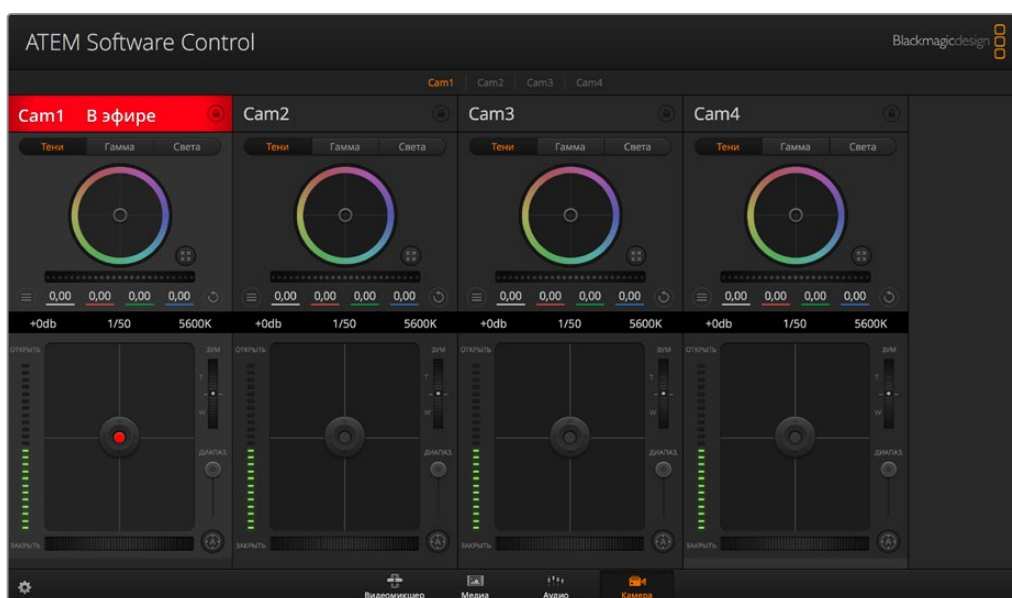 ATEM Software Control
Blackmagicdesign
Cam1 Cam2 Cam3 Cam4
Cam1 В эфире Cam2 Cam3 Cam4
Тени Гамма Света Тени Гамма Света Тени Гамма Света Тени Гамма Света
0,00 0,00 0,00 0,00 0,00 0,00 0,00 0,00 0,00 0,00 0,00 0,00 0,00 0,00 0,00 0,00
+0db 1/50 5600K +0db 1/50 5600K +0db 1/50 5600K +0db 1/50 5600K
ОТКРЫТЬ ЗУМ ОТКРЫТЬ ЗУМ ОТКРЫТЬ ЗУМ ОТКРЫТЬ ЗУМ
T T T T
W W W W
ДИАПАЗ. ДИАПАЗ. ДИАПАЗ. ДИАПАЗ.
ЗАКРЫТЬ A ЗАКРЫТЬ A ЗАКРЫТЬ A ЗАКРЫТЬ A
Видеомикшер Медиа Аудио Камера